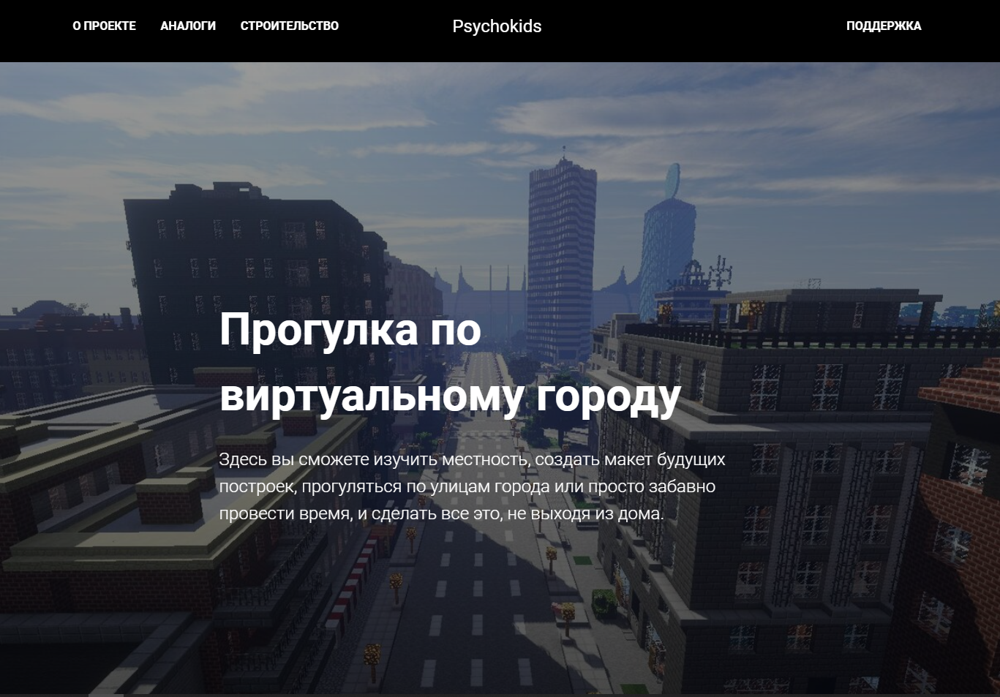 О ПРОЕКТЕ АНАЛОГИ СТРОИТЕЛЬСТВО Psychokids ПОДДЕРЖКА
Прогулка по
виртуальному городу
Здесь вы сможете изучить местность, создать макет будущих
построек, прогуляться по улицам города или просто забавно
провести время, и сделать все это, не выходя из дома.